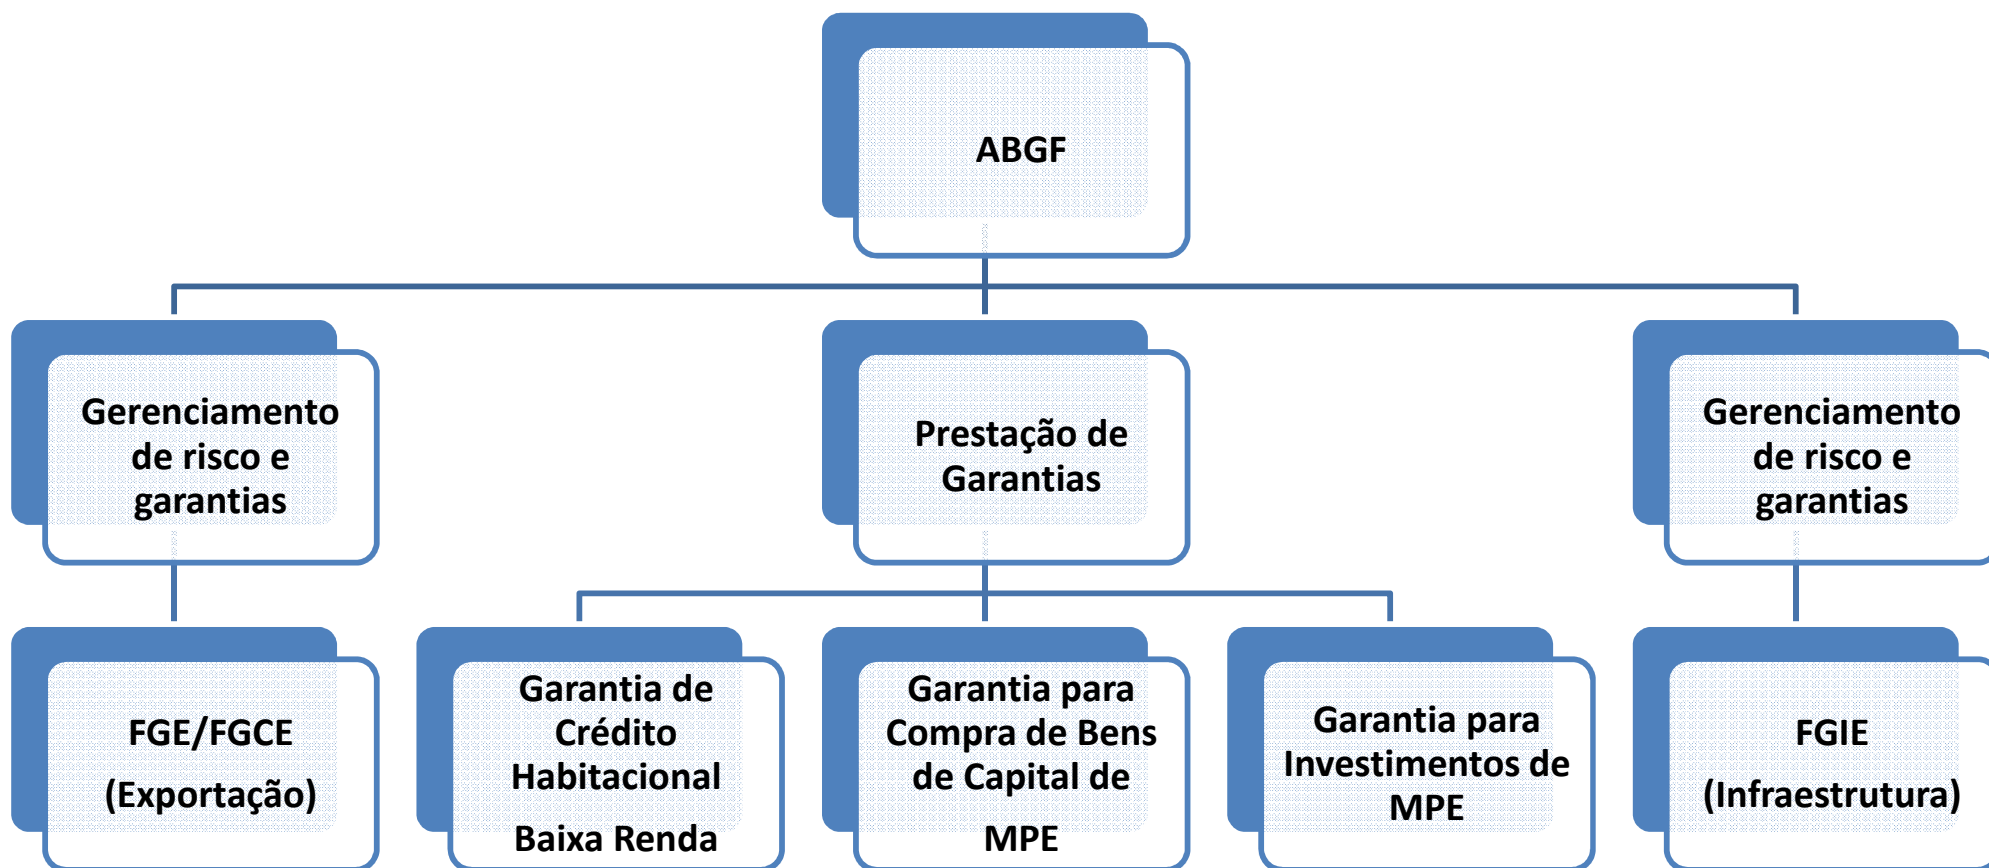 ABGF
Gerenciamento
de risco e
garantias
Prestação de
Garantias
Gerenciamento
de risco e
garantias
FGE/FGCE
(Exportação)
Garantia de
Crédito
Habitacional
Baixa Renda
Garantia para
Compra de Bens
de Capital de
MPE
Garantia para
Investimentos de
MPE
FGIE
(Infraestrutura)